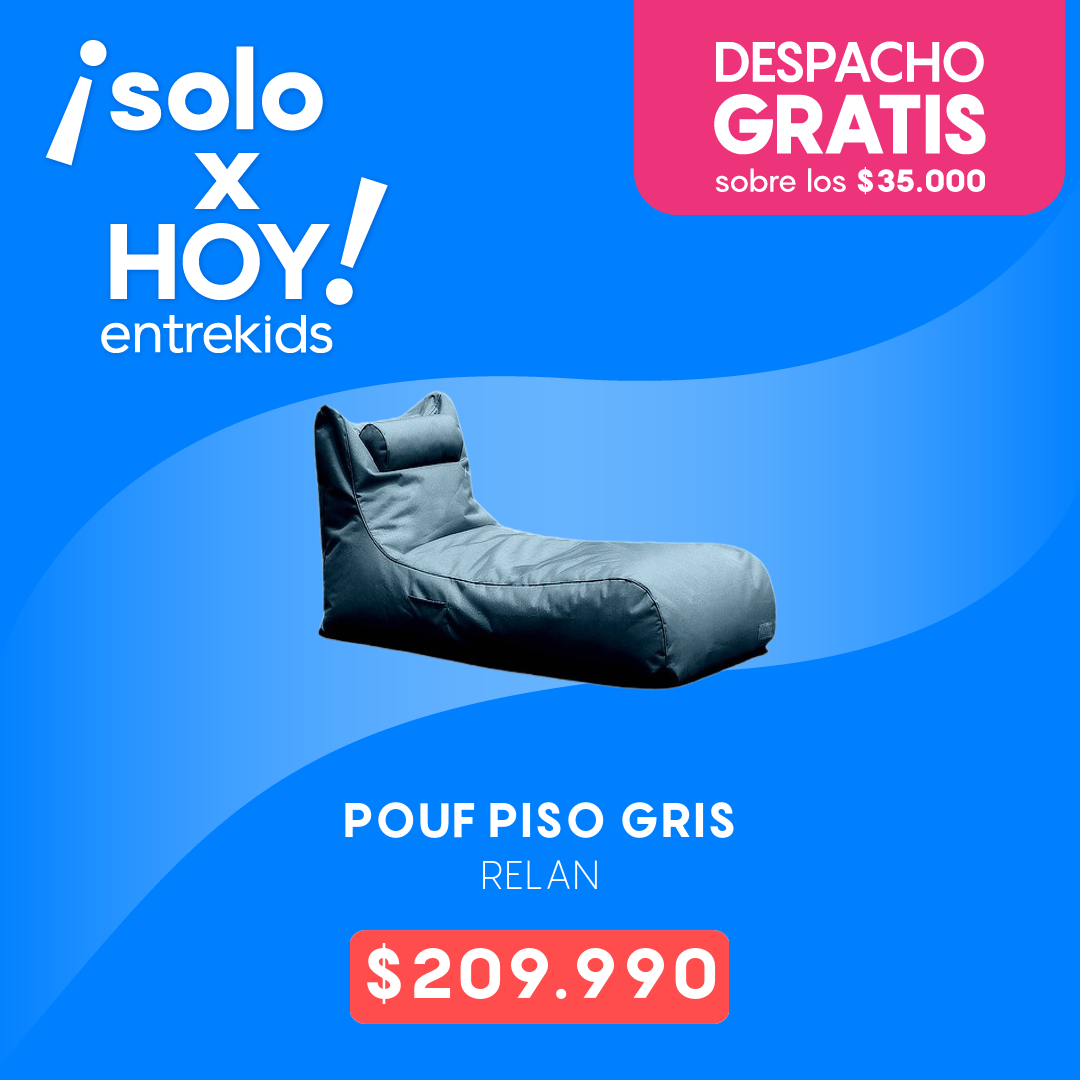 ¡solo
x
HOY!
entrekids
DESPACHO
GRATIS
sobre los $35.000
POUF PISO GRIS
RELAN
$209.990